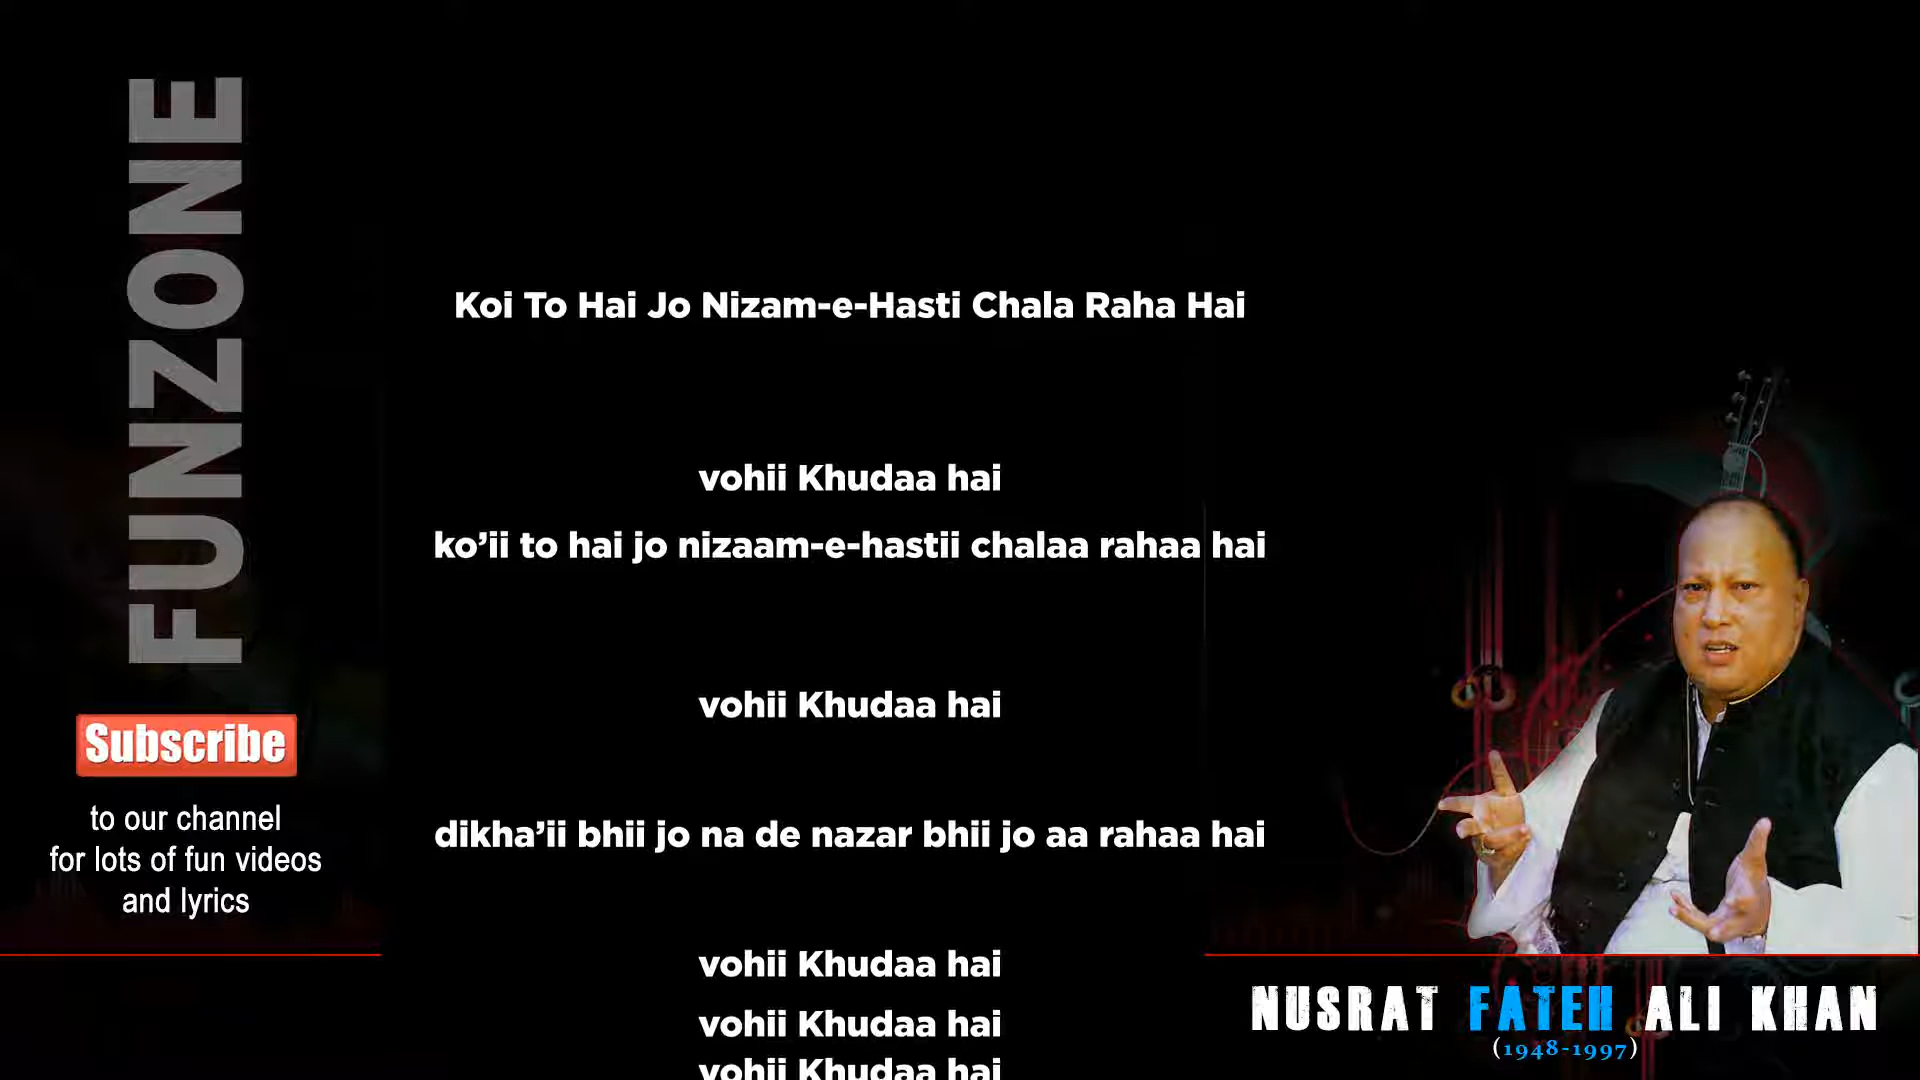 FUNZONE
Subscribe
to our channel
for lots of fun videos
and lyrics
Koi To Hai Jo Nizam-e-Hasti Chala Raha Hai
vohii Khudaa hai
ko’ii to hai jo nizaam-e-hastii chalaa rahaa hai
vohii Khudaa hai
dikha’ii bhii jo na de nazar bhii jo aa rahaa hai
vohii Khudaa hai
vohii Khudaa hai
vohii Khudaa hai
NUSRAT FATEH ALI KHAN
(1948-1997)